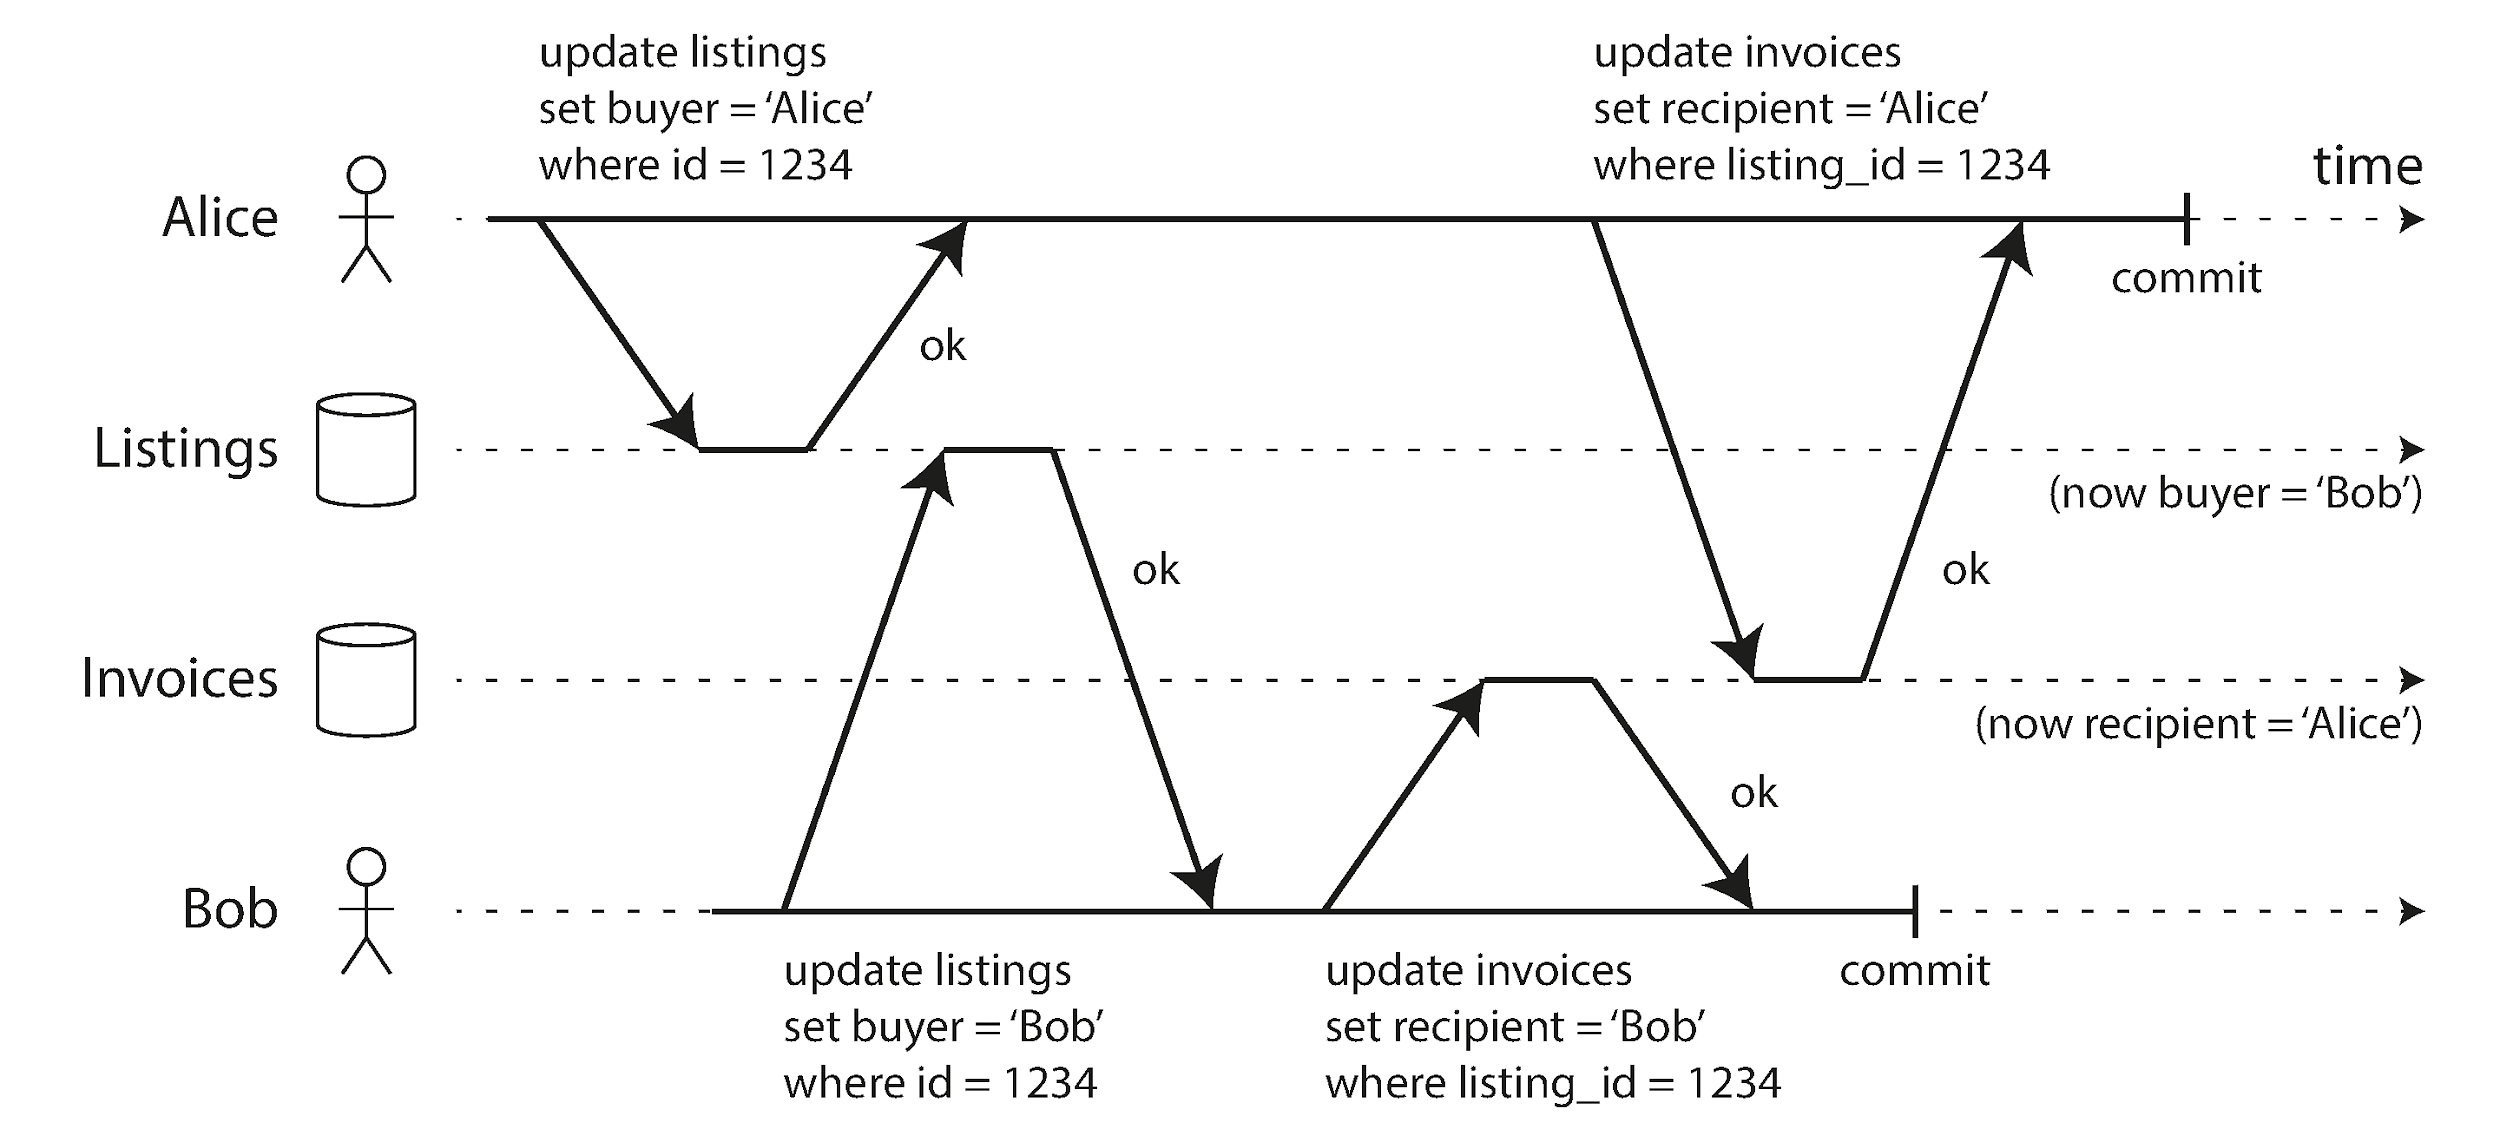 update listings
set buyer = ‘Alice’
where id = 1234
update invoices
set recipient = ‘Alice’
where listing_id = 1234
time
Alice
commit
ok
Listings
(now buyer = ‘Bob’)
ok
ok
Invoices
(now recipient = ‘Alice’)
ok
Bob
update listings
set buyer = ‘Bob’
where id = 1234
update invoices
set recipient = ‘Bob’
where listing_id = 1234
commit